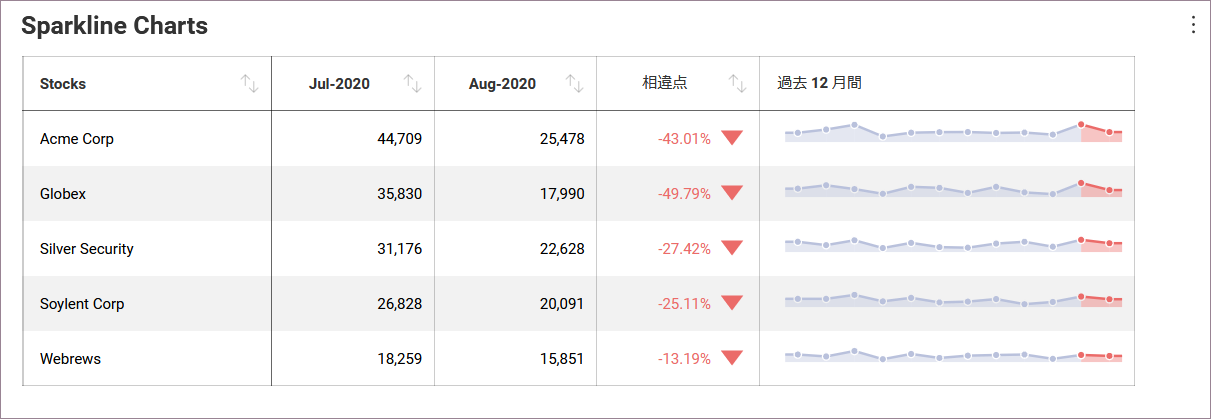 Sparkline Charts
Stocks Jul-2020 Aug-2020 相違点 過去 12 月間
Acme Corp 44,709 25,478 -43.01%
Globex 35,830 17,990 -49.79%
Silver Security 31,176 22,628 -27.42%
Soylent Corp 26,828 20,091 -25.11%
Webrews 18,259 15,851 -13.19%